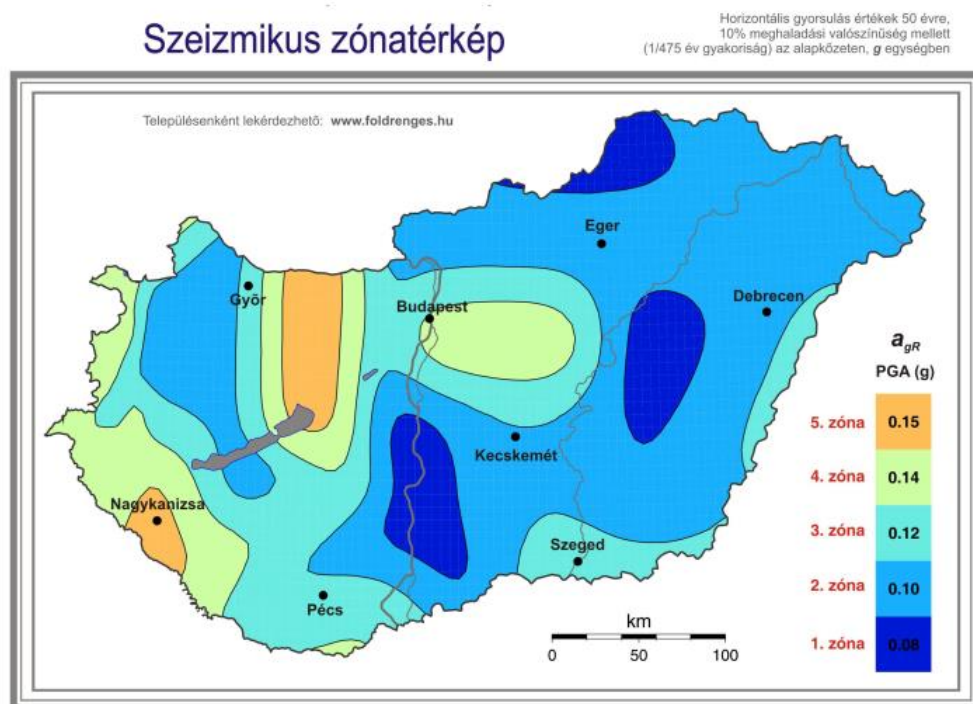 Szeizmikus zónatérkép
Horizontális gyorsulás értékek 50 évre,
10% meghaladási valószínűség mellett
(1/475 év gyakoriság) az alapkőzeten, g egységben
Településenként lekérdezhető: www.foldrenges.hu
Eger
Győr
Budapest
Debrecen
Kecskemét
Nagykanizsa
Szeged
Pécs
km
0 50 100
agR
PGA (g)
5. zóna 0.15
4. zóna 0.14
3. zóna 0.12
2. zóna 0.10
1. zóna 0.08